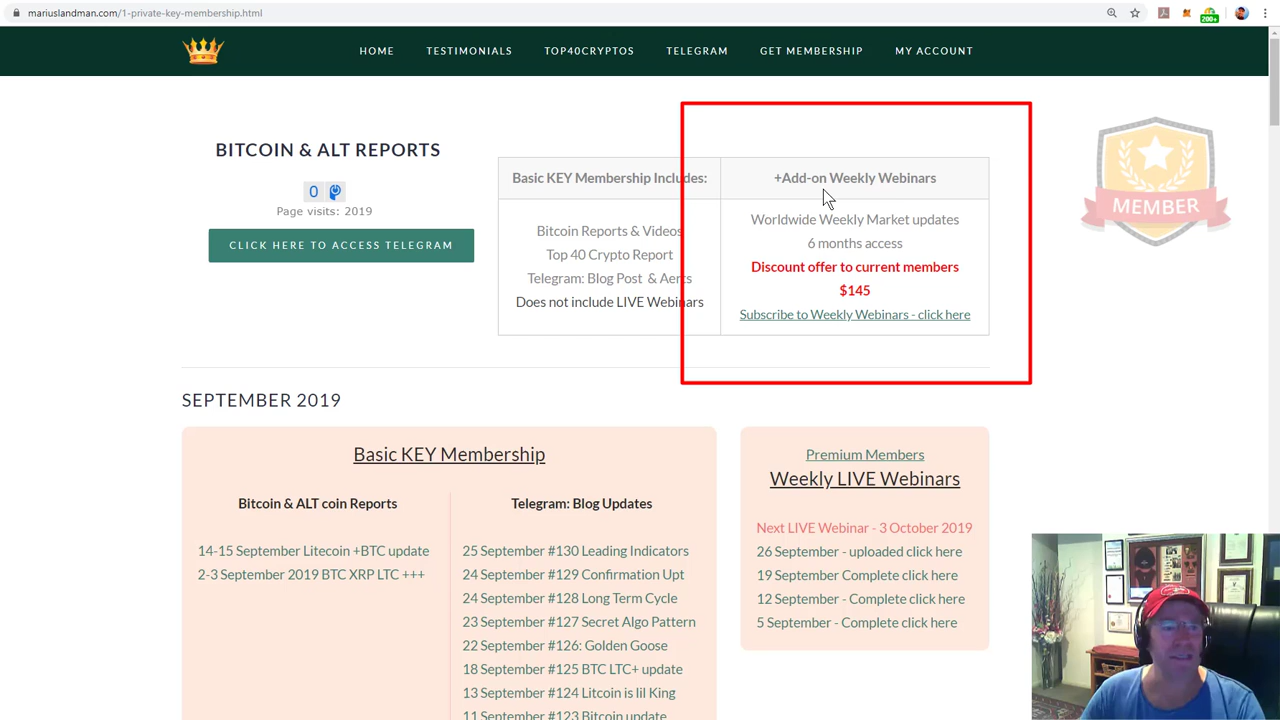 mariuslandman.com/1-private-key-membership.html
200+
HOME
TESTIMONIALS
TOP40CRYPTOS
TELEGRAM
GET MEMBERSHIP
MY ACCOUNT
BITCOIN & ALT REPORTS
0
Page visits: 2019
CLICK HERE TO ACCESS TELEGRAM
Basic KEY Membership Includes:
Bitcoin Reports & Videos
Top 40 Crypto Report
Telegram: Blog Post & Aerts
Does not include LIVE Webinars
+Add-on Weekly Webinars
Worldwide Weekly Market updates
6 months access
Discount offer to current members
$145
Subscribe to Weekly Webinars - click here
MEMBER
SEPTEMBER 2019
Basic KEY Membership
Bitcoin & ALT coin Reports
14-15 September Litecoin +BTC update
2-3 September 2019 BTC XRP LTC +++
Telegram: Blog Updates
25 September #130 Leading Indicators
24 September #129 Confirmation Upt
24 September #128 Long Term Cycle
23 September #127 Secret Algo Pattern
22 September #126: Golden Goose
18 September #125 BTC LTC+ update
13 September #124 Litcoin is lil King
11 September #123 Bitcoin update
Premium Members
Weekly LIVE Webinars
Next LIVE Webinar - 3 October 2019
26 September - uploaded click here
19 September Complete click here
12 September - Complete click here
5 September - Complete click here